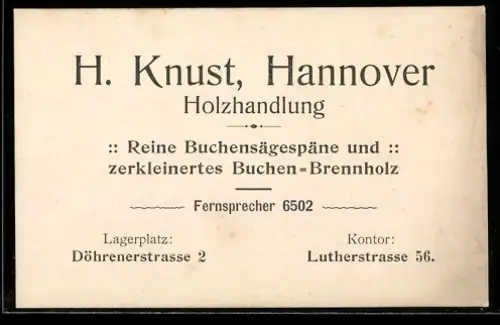 H. Knust, Hannover
Holzhandlung
:: Reine Buchensägespäne und ::
zerkleinertes Buchen=Brennholz
Fernsprecher 6502
Lagerplatz:
Döhrenerstrasse 2
Kontor:
Lutherstrasse 56.